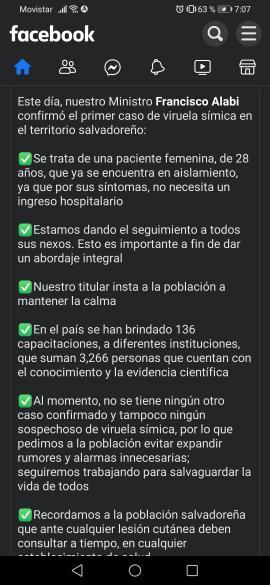 Movistar 63 % 7:07
facebook
Este día, nuestro Ministro Francisco Alabi
confirmó el primer caso de viruela símica en
el territorio salvadoreño:
✅Se trata de una paciente femenina, de 28
años, que ya se encuentra en aislamiento,
ya que por sus síntomas, no necesita un
ingreso hospitalario
✅Estamos dando el seguimiento a todos
sus nexos. Esto es importante a fin de dar
un abordaje integral
✅Nuestro titular insta a la población a
mantener la calma
✅En el país se han brindado 136
capacitaciones, a diferentes instituciones,
que suman 3,266 personas que cuentan con
el conocimiento y la evidencia científica
✅Al momento, no se tiene ningún otro
caso confirmado y tampoco ningún
sospechoso de viruela símica, por lo que
pedimos a la población evitar expandir
rumores y alarmas innecesarias;
seguiremos trabajando para salvaguardar la
vida de todos
✅Recordamos a la población salvadoreña
que ante cualquier lesión cutánea deben
consultar a tiempo, en cualquier